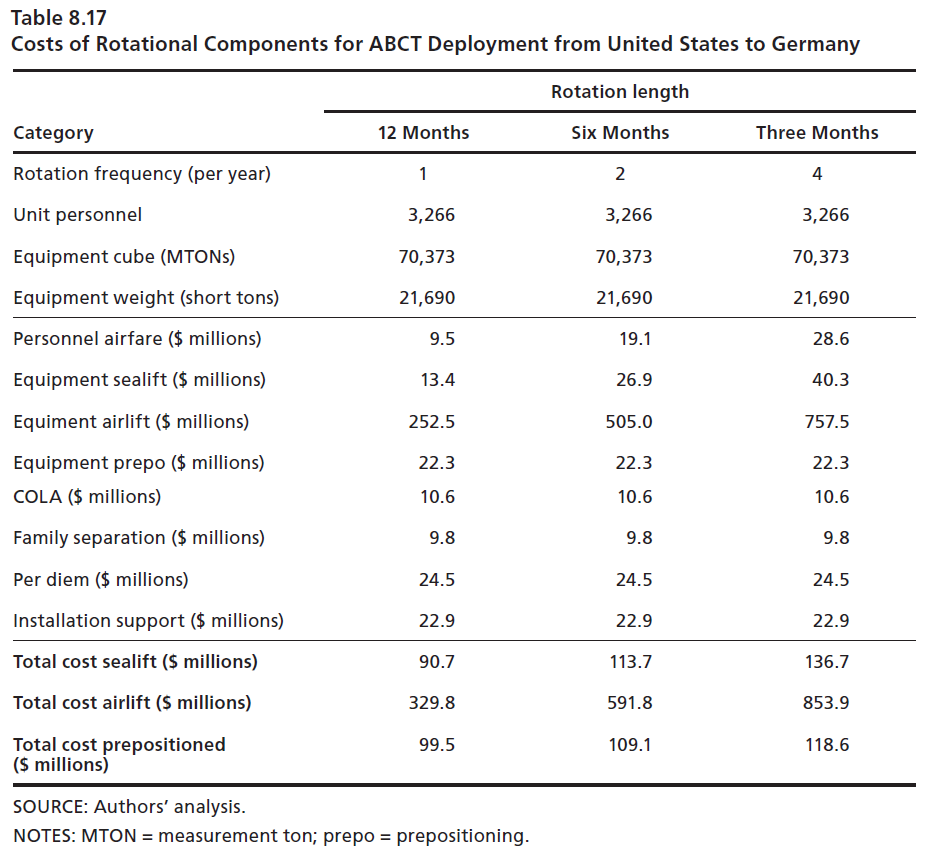 Table 8.17
Costs of Rotational Components for ABCT Deployment from United States to Germany
Rotation length
Category 12 Months Six Months Three Months
Rotation frequency (per year) 1 2 4
Unit personnel 3,266 3,266 3,266
Equipment cube (MTONs) 70,373 70,373 70,373
Equipment weight (short tons) 21,690 21,690 21,690
Personnel airfare ($ millions) 9.5 19.1 28.6
Equipment sealift ($ millions) 13.4 26.9 40.3
Equiment airlift ($ millions) 252.5 505.0 757.5
Equipment prepo ($ millions) 22.3 22.3 22.3
COLA ($ millions) 10.6 10.6 10.6
Family separation ($ millions) 9.8 9.8 9.8
Per diem ($ millions) 24.5 24.5 24.5
Installation support ($ millions) 22.9 22.9 22.9
Total cost sealift ($ millions) 90.7 113.7 136.7
Total cost airlift ($ millions) 329.8 591.8 853.9
Total cost prepositioned 99.5 109.1 118.6
($ millions)
SOURCE: Authors’ analysis.
NOTES: MTON = measurement ton; prepo = prepositioning.